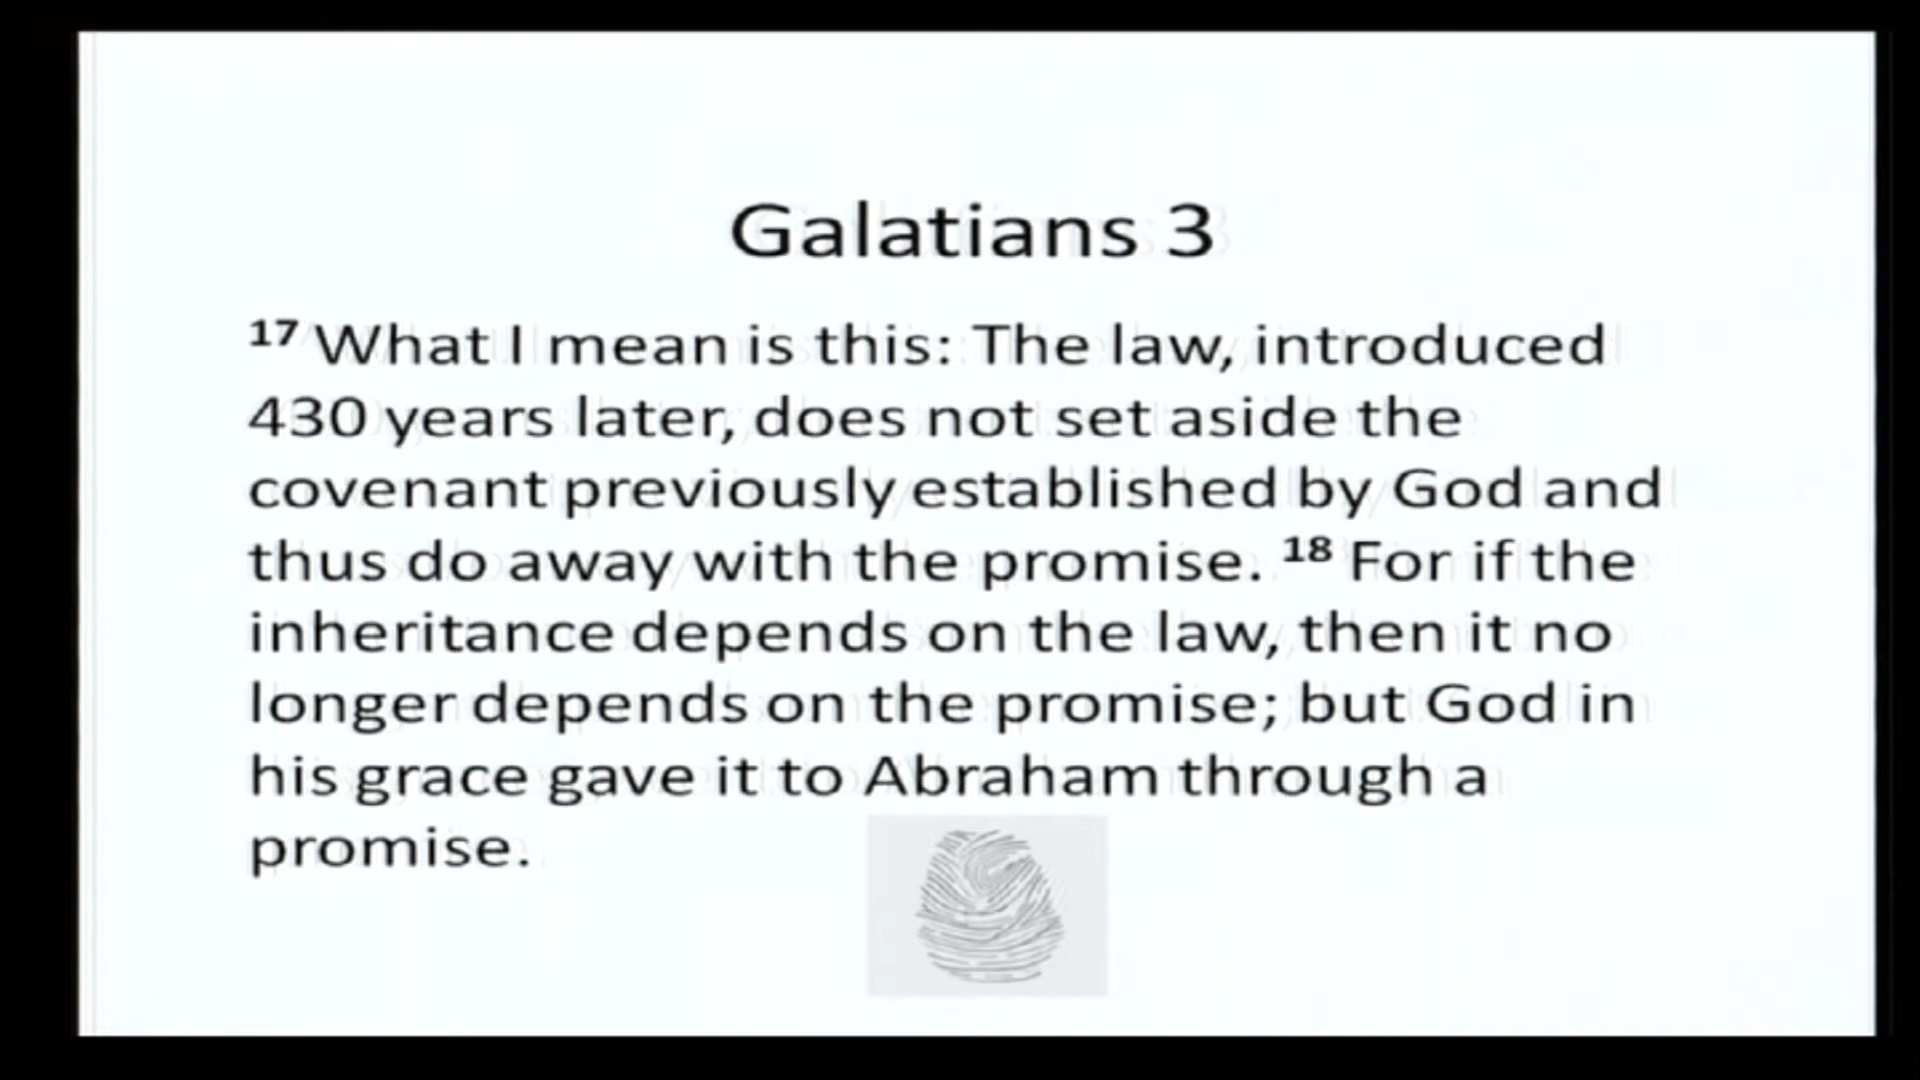 Galatians 3
17 What I mean is this: The law, introduced
430 years later, does not set aside the
covenant previously established by God and
thus do away with the promise. 18 For if the
inheritance depends on the law, then it no
longer depends on the promise; but God in
his grace gave it to Abraham through a
promise.